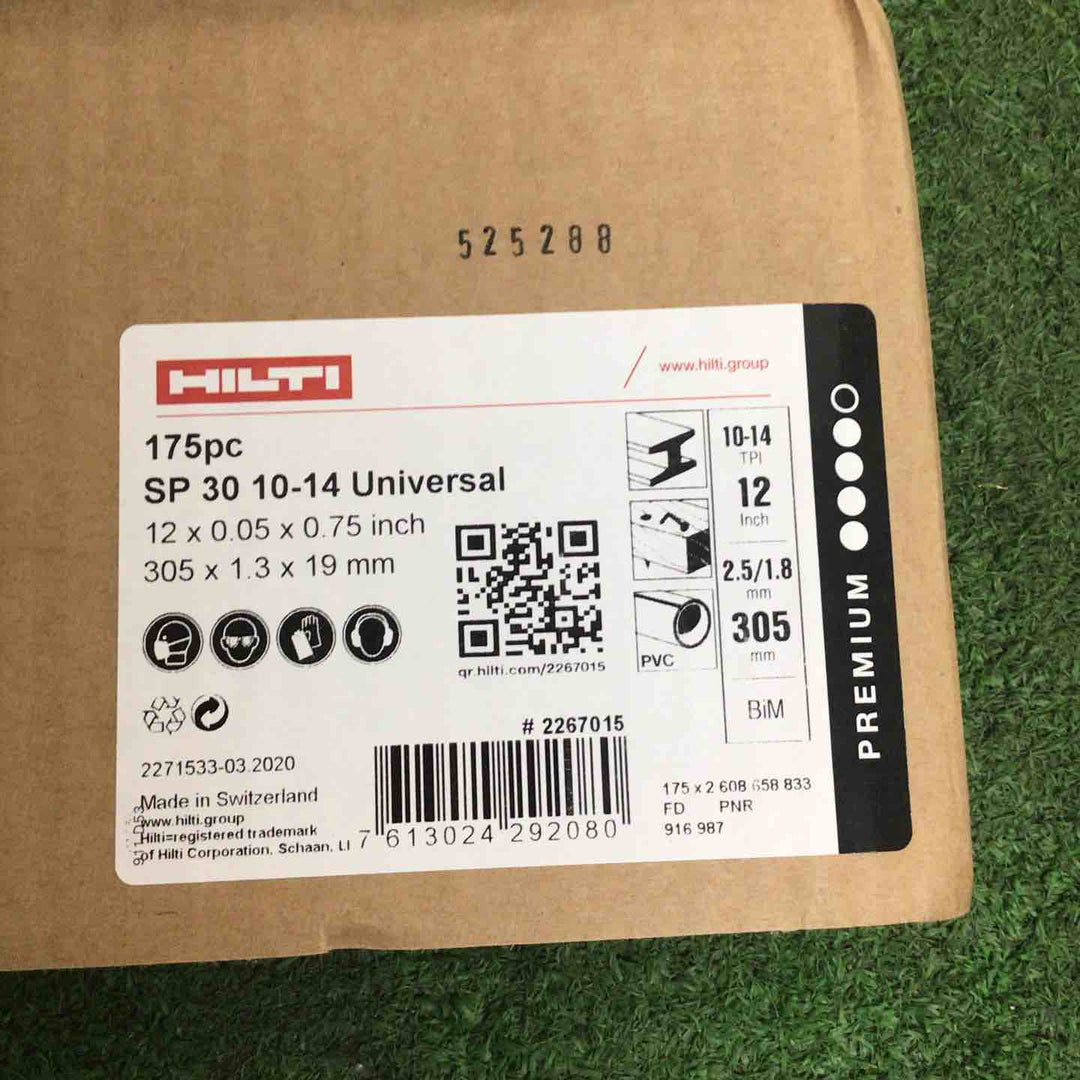 525288
HILTI
www.hilti.group
175pc
SP 30 10-14 Universal
12 x 0.05 x 0.75 inch
305 x 1.3 x 19 mm
qr.hilti.com/2267015
10-14
TPI
12
Inch
2.5/1.8
mm
305
mm
BiM
PVC
PREMIUM
# 2267015
2271533-03.2020
Made in Switzerland
www.hilti.group
Hilti=registered trademark
of Hilti Corporation, Schaan, LI
7 613024 292080
175 x 2 608 658 833
FD PNR
916 987